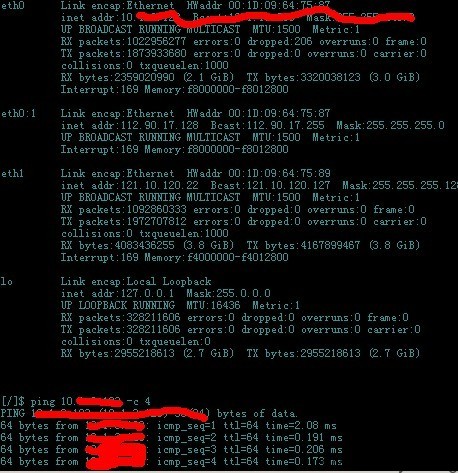 eth0 Link encap:Ethernet HWaddr 00:1D:09:64:75:87
inet addr:10.
UP BROADCAST RUNNING MULTICAST MTU:1500 Metric:1
RX packets:1022956277 errors:0 dropped:206 overruns:0 frame:0
TX packets:1873933680 errors:0 dropped:0 overruns:0 carrier:0
collisions:0 txqueuelen:1000
RX bytes:2359020990 (2.1 GiB) TX bytes:3320038123 (3.0 GiB)
Interrupt:169 Memory:f8000000-f8012800
eth0:1 Link encap:Ethernet HWaddr 00:1D:09:64:75:87
inet addr:112.90.17.128 Bcast:112.90.17.255 Mask:255.255.255.0
UP BROADCAST RUNNING MULTICAST MTU:1500 Metric:1
Interrupt:169 Memory:f8000000-f8012800
eth1 Link encap:Ethernet HWaddr 00:1D:09:64:75:89
inet addr:121.10.120.22 Bcast:121.10.120.127 Mask:255.255.255.128
UP BROADCAST RUNNING MULTICAST MTU:1500 Metric:1
RX packets:1092860333 errors:0 dropped:0 overruns:0 frame:0
TX packets:1972707812 errors:0 dropped:0 overruns:0 carrier:0
collisions:0 txqueuelen:1000
RX bytes:4083436255 (3.8 GiB) TX bytes:4167899467 (3.8 GiB)
Interrupt:169 Memory:f4000000-f4012800
lo Link encap:Local Loopback
inet addr:127.0.0.1 Mask:255.0.0.0
UP LOOPBACK RUNNING MTU:16436 Metric:1
RX packets:328211606 errors:0 dropped:0 overruns:0 frame:0
TX packets:328211606 errors:0 dropped:0 overruns:0 carrier:0
collisions:0 txqueuelen:0
RX bytes:2955218613 (2.7 GiB) TX bytes:2955218613 (2.7 GiB)
[/]$ ping 10. -c 4
PING bytes of data.
64 bytes from icmp_seq=1 ttl=64 time=2.08 ms
64 bytes from icmp_seq=2 ttl=64 time=0.191 ms
64 bytes from icmp_seq=3 ttl=64 time=0.206 ms
64 bytes from icmp_seq=4 ttl=64 time=0.173 ms